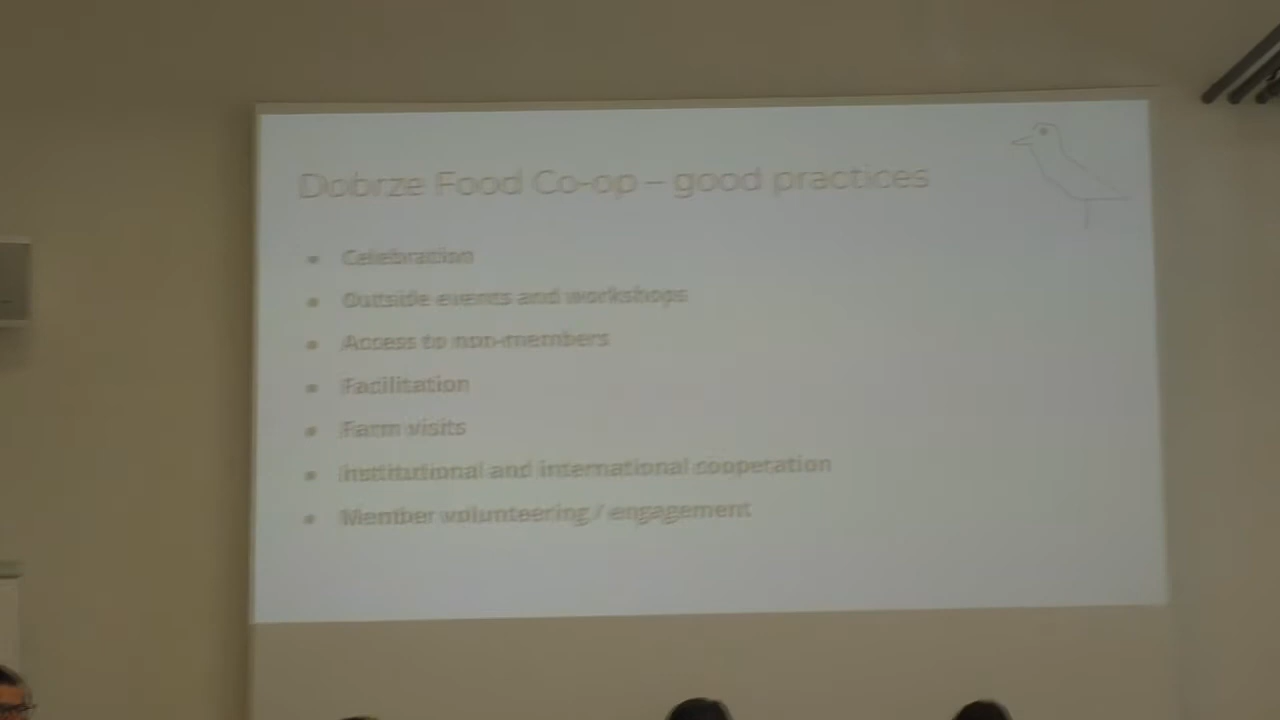 Dobrze Food Co-op – good practices
• Celebration
• Outside events and workshops
• Access to non-members
• Facilitation
• Farm visits
• Institutional and international cooperation
• Member volunteering / engagement